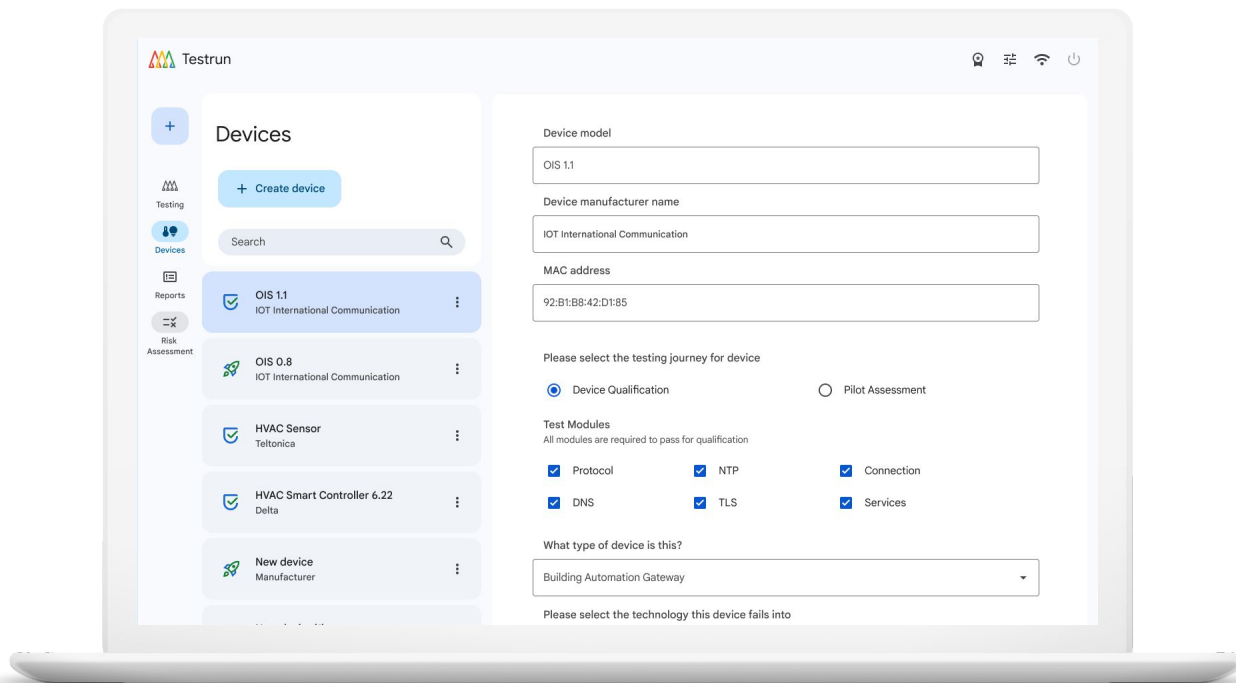 Testrun
+
Devices
+ Create device
Search
Testing
Devices
Reports
Risk
Assessment
OIS 1.1
IOT International Communication
OIS 0.8
IOT International Communication
HVAC Sensor
Teltonica
HVAC Smart Controller 6.22
Delta
New device
Manufacturer
Device model
OIS 1.1
Device manufacturer name
IOT International Communication
MAC address
92:B1:B8:42:D1:85
Please select the testing journey for device
Device Qualification
Pilot Assessment
Test Modules
All modules are required to pass for qualification
Protocol
NTP
Connection
DNS
TLS
Services
What type of device is this?
Building Automation Gateway
Please select the technology this device fails into